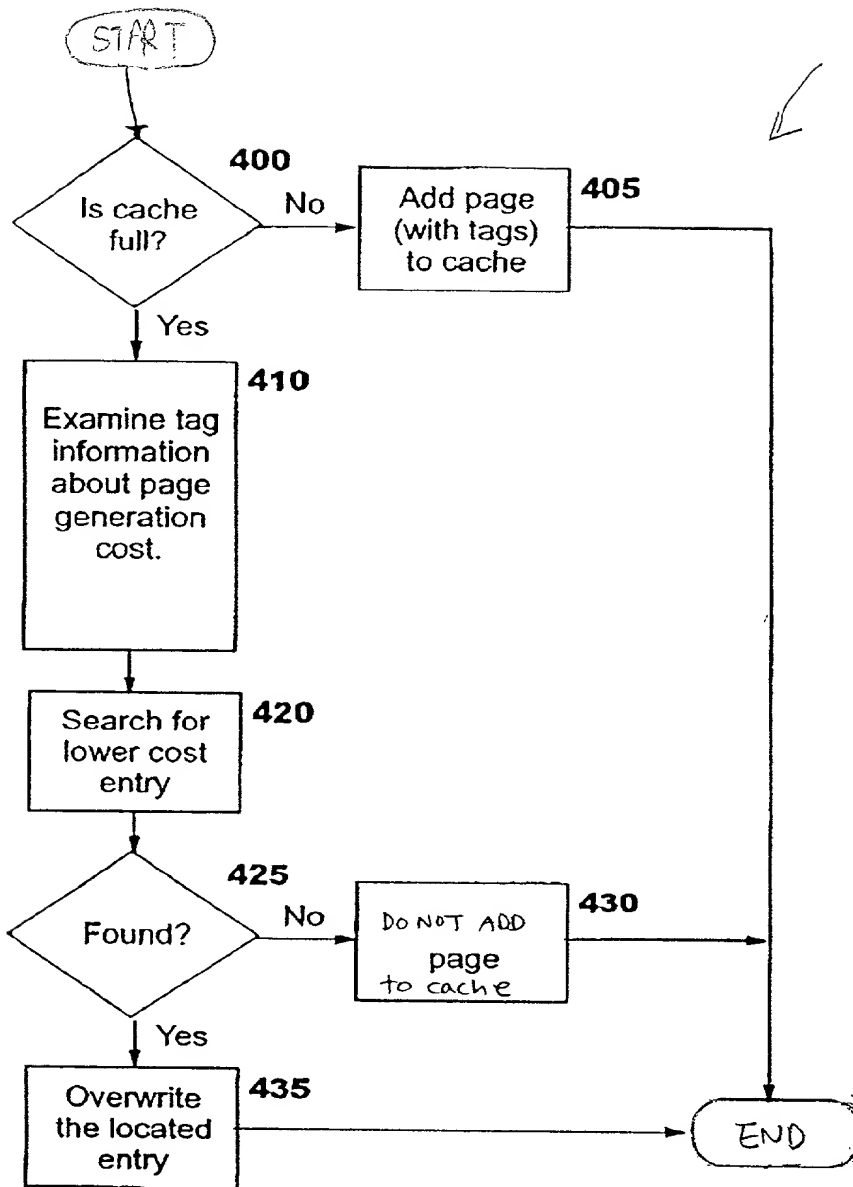 START
400
Is cache
full?
No
405
Add page
(with tags)
to cache
Yes
410
Examine tag
information
about page
generation
cost.
420
Search for
lower cost
entry
425
Found?
No
430
DO NOT ADD
page
to cache
Yes
435
Overwrite
the located
entry
END